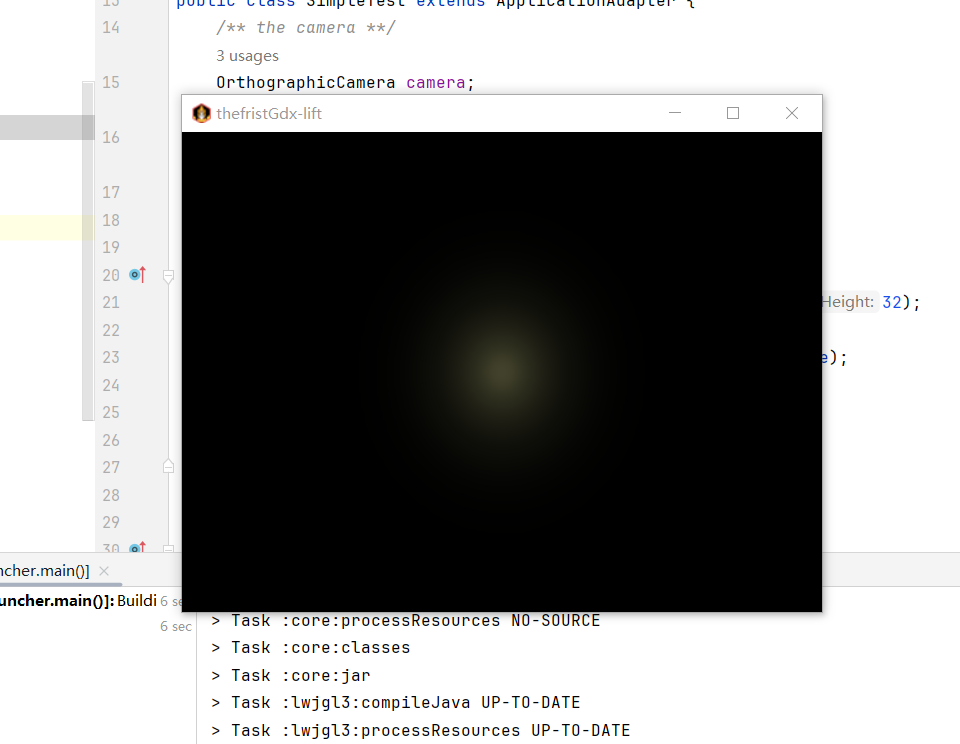 13 public class SimpleTest extends ApplicationAdapter {
14 /** the camera **/
3 usages
15 OrthographicCamera camera;
thefristGdx-lift
16
17
18
19
20
21 Height: 32);
22
23 e);
24
25
26
27
28
29
30
ncher.main()]
uncher.main()]: Buildi 6 sec
6 sec
> Task :core:processResources NO-SOURCE
> Task :core:classes
> Task :core:jar
> Task :lwjgl3:compileJava UP-TO-DATE
> Task :lwjgl3:processResources UP-TO-DATE